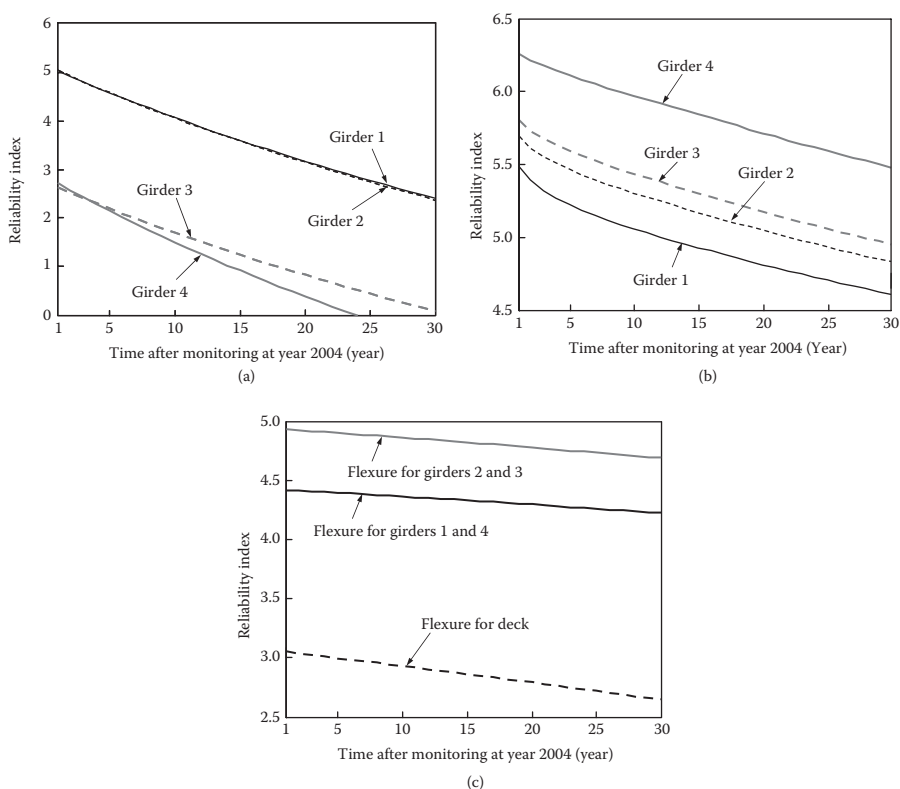 6
5
4
3
2
1
0
Reliability index
Girder 1
Girder 3
Girder 2
Girder 4
1 5 10 15 20 25 30
Time after monitoring at year 2004 (year)
(a)
6.5
6.0
5.5
5.0
4.5
Reliability index
Girder 4
Girder 3
Girder 2
Girder 1
1 5 10 15 20 25 30
Time after monitoring at year 2004 (Year)
(b)
5.0
4.5
4.0
3.5
3.0
2.5
Reliability index
Flexure for girders 2 and 3
Flexure for girders 1 and 4
Flexure for deck
1 5 10 15 20 25 30
Time after monitoring at year 2004 (year)
(c)